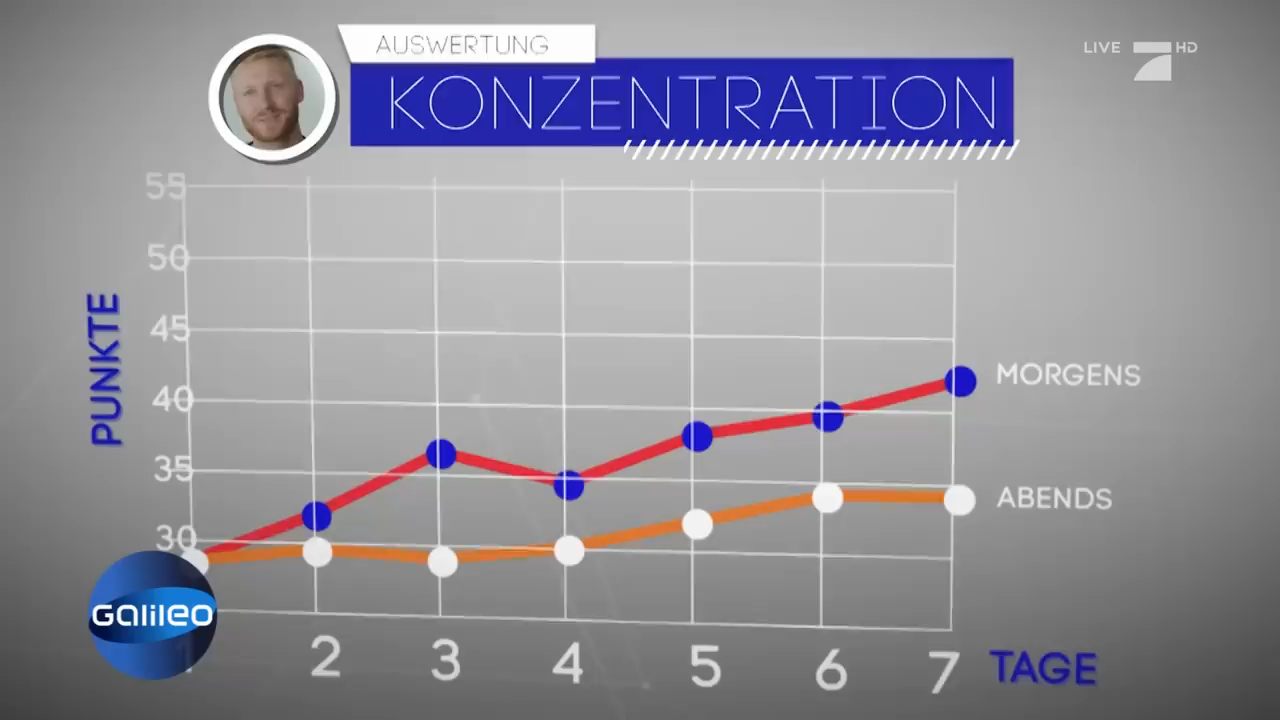 AUSWERTUNG
LIVE HD
KONZENTRATION
55
50
45
40
35
30
PUNKTE
MORGENS
ABENDS
Galileo
1 2 3 4 5 6 7 TAGE